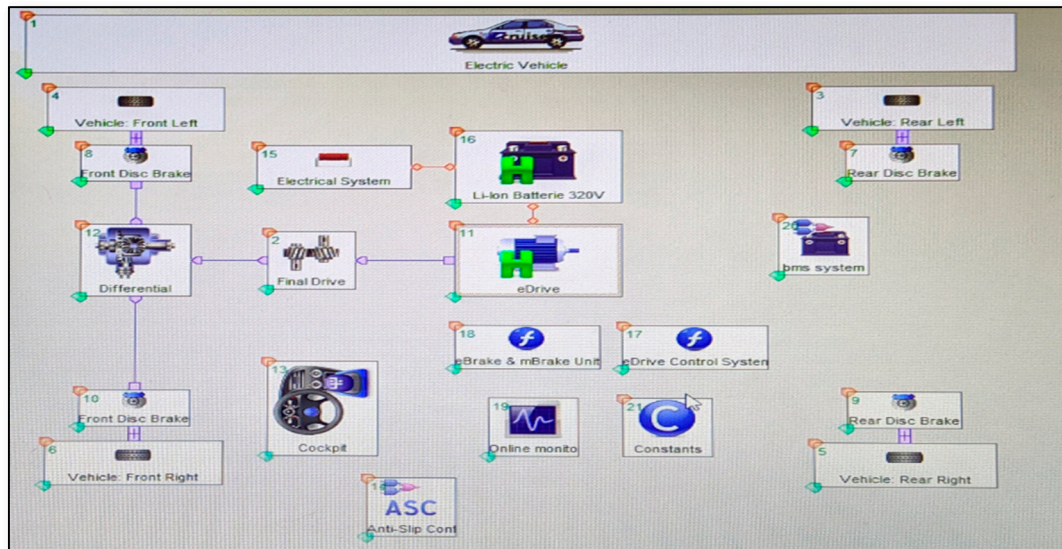 1
Cruise
Electric Vehicle
4
Vehicle: Front Left
3
Vehicle: Rear Left
8
Front Disc Brake
15
Electrical System
16
H
Li-Ion Batterie 320V
7
Rear Disc Brake
12
Differential
2
Final Drive
11
H
eDrive
20
bms system
18
f
eBrake & mBrake Unit
17
f
eDrive Control System
13
Cockpit
10
Front Disc Brake
19
Online monito
21
C
Constants
9
Rear Disc Brake
6
Vehicle: Front Right
5
Vehicle: Rear Right
ASC
Anti-Slip Cont